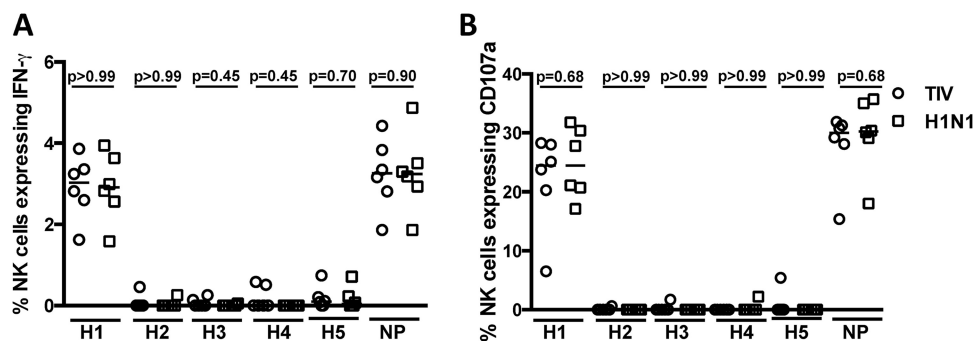 A
% NK cells expressing IFN-γ
6
4
2
0
p>0.99 p>0.99 p=0.45 p=0.45 p=0.70 p=0.90
H1 H2 H3 H4 H5 NP
B
% NK cells expressing CD107a
40
30
20
10
0
p=0.68 p>0.99 p>0.99 p>0.99 p>0.99 p=0.68
H1 H2 H3 H4 H5 NP
TIV
H1N1